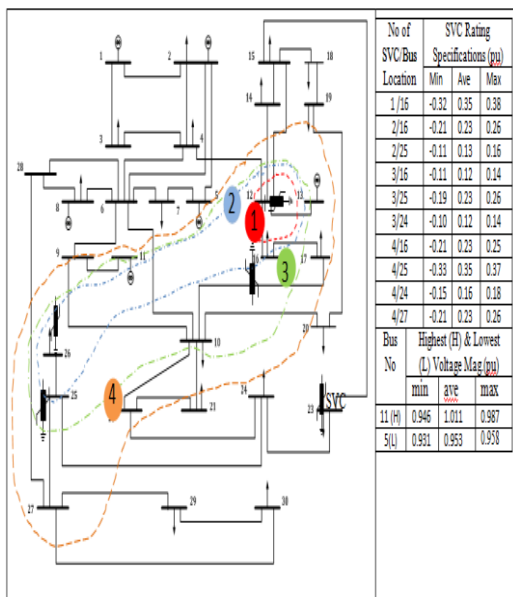 1
2
15
18
14
19
3
4
28
8
6
7
5
12
13
2
1
9
11
16
17
3
26
10
20
25
4
21
24
SVC
23
27
29
30
No of SVC/Bus Location
SVC Rating Specifications (pu)
Min Ave Max
1/16 -0.32 0.35 0.38
2/16 -0.21 0.23 0.26
2/25 -0.11 0.13 0.16
3/16 -0.11 0.12 0.14
3/25 -0.19 0.23 0.26
3/24 -0.10 0.12 0.14
4/16 -0.21 0.23 0.25
4/25 -0.33 0.35 0.37
4/24 -0.15 0.16 0.18
4/27 -0.21 0.23 0.26
Bus No
Highest (H) & Lowest (L) Voltage Mag (pu)
min ave max
11 (H) 0.946 1.011 0.987
5(L) 0.931 0.953 0.958